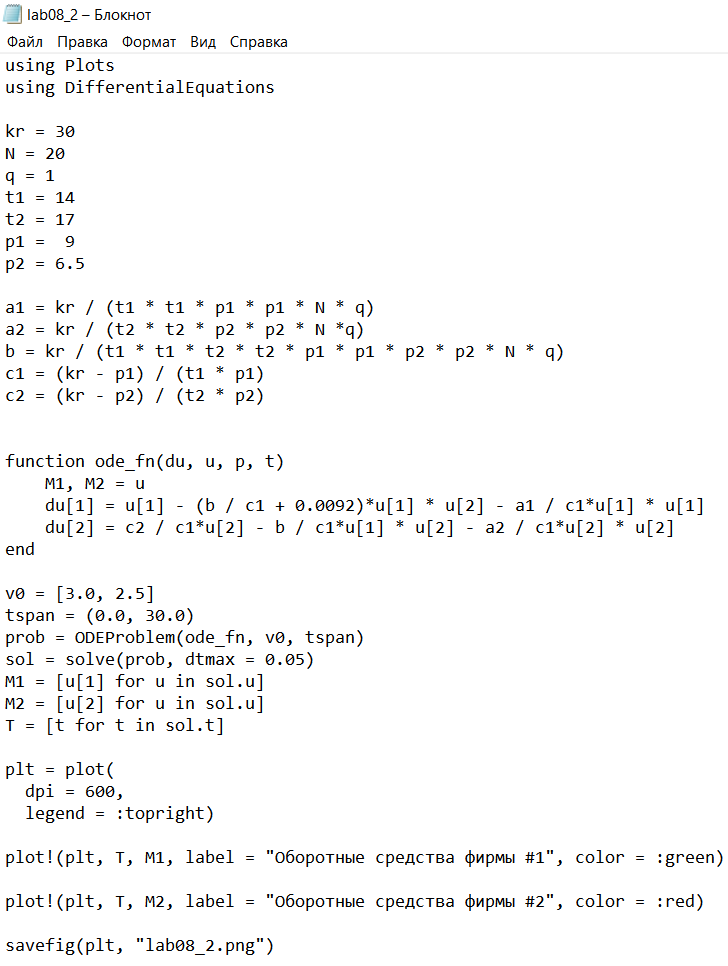 lab08_2 – Блокнот
Файл Правка Формат Вид Справка
using Plots
using DifferentialEquations

kr = 30
N = 20
q = 1
t1 = 14
t2 = 17
p1 =  9
p2 = 6.5

a1 = kr / (t1 * t1 * p1 * p1 * N * q)
a2 = kr / (t2 * t2 * p2 * p2 * N *q)
b = kr / (t1 * t1 * t2 * t2 * p1 * p1 * p2 * p2 * N * q)
c1 = (kr - p1) / (t1 * p1)
c2 = (kr - p2) / (t2 * p2)


function ode_fn(du, u, p, t)
    M1, M2 = u
    du[1] = u[1] - (b / c1 + 0.0092)*u[1] * u[2] - a1 / c1*u[1] * u[1]
    du[2] = c2 / c1*u[2] - b / c1*u[1] * u[2] - a2 / c1*u[2] * u[2]
end

v0 = [3.0, 2.5]
tspan = (0.0, 30.0)
prob = ODEProblem(ode_fn, v0, tspan)
sol = solve(prob, dtmax = 0.05)
M1 = [u[1] for u in sol.u]
M2 = [u[2] for u in sol.u]
T = [t for t in sol.t]

plt = plot(
  dpi = 600,
  legend = :topright)

plot!(plt, T, M1, label = "Оборотные средства фирмы #1", color = :green)

plot!(plt, T, M2, label = "Оборотные средства фирмы #2", color = :red)

savefig(plt, "lab08_2.png")